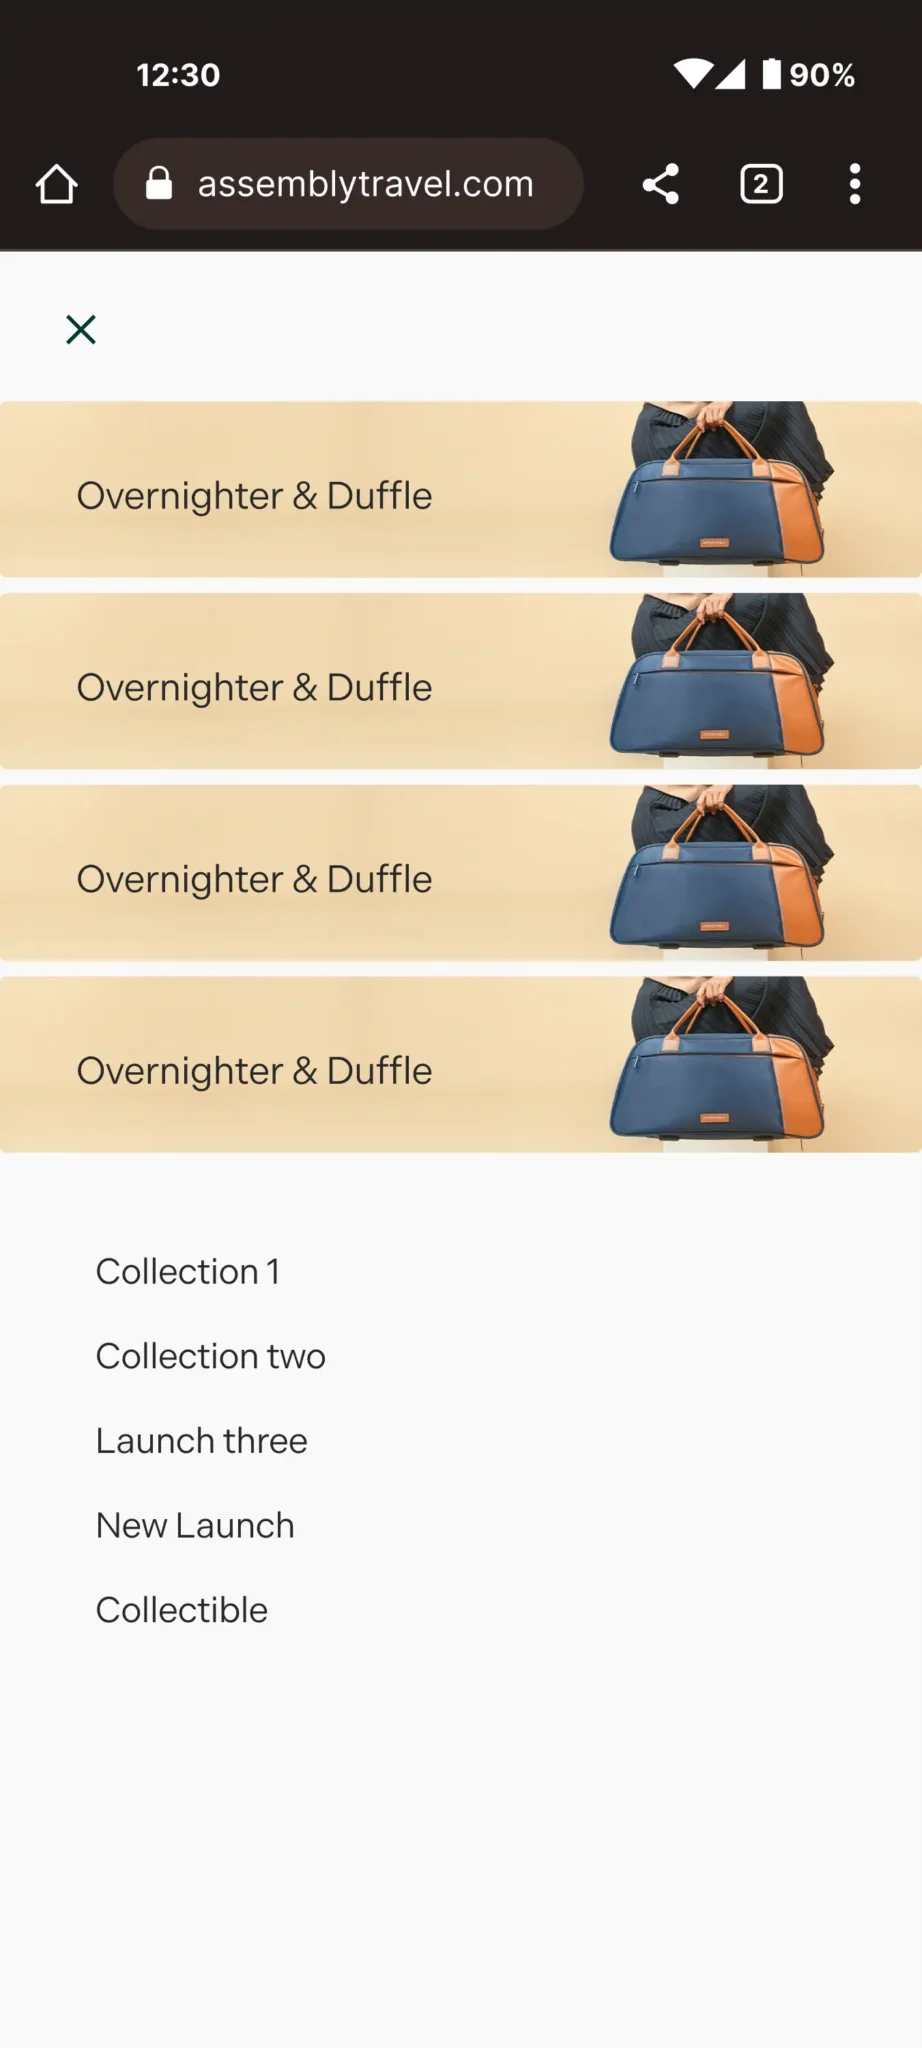 12:30
90%
assemblytravel.com
2
Overnighter & Duffle
Overnighter & Duffle
Overnighter & Duffle
Overnighter & Duffle
Collection 1
Collection two
Launch three
New Launch
Collectible